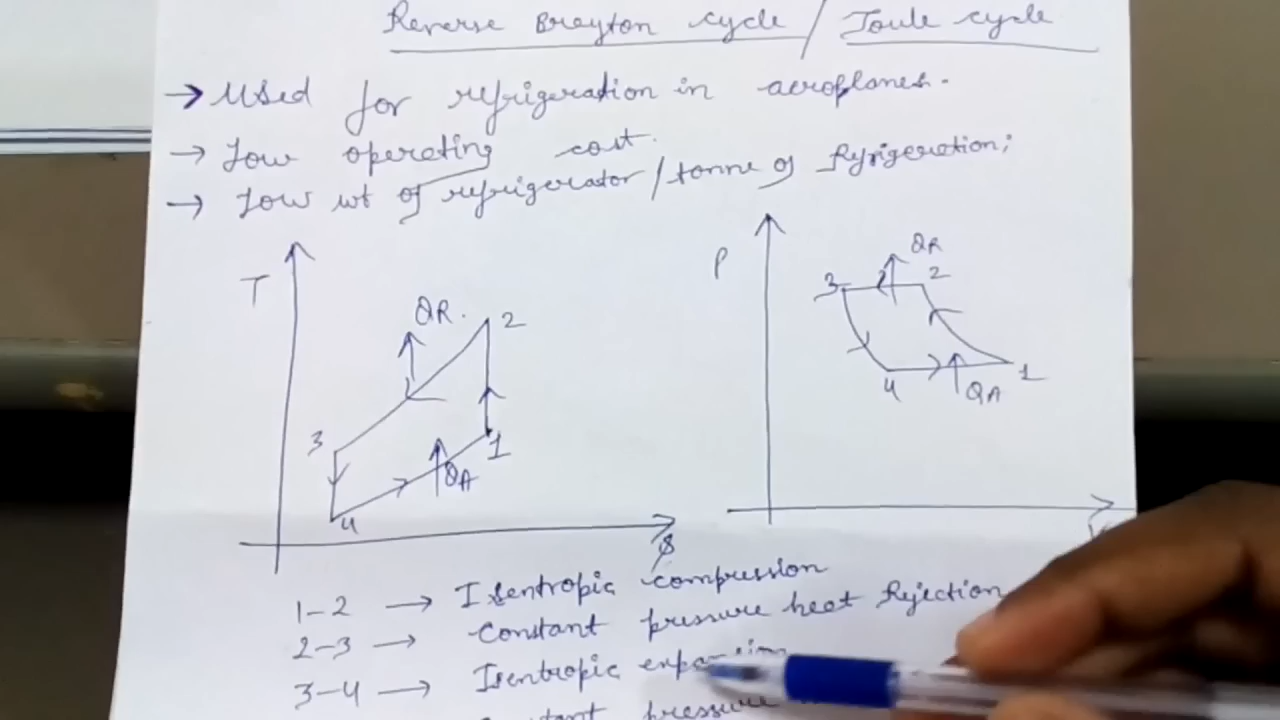 Reverse Brayton cycle / Joule cycle
→ Used for refrigeration in aeroplanes.
→ Low operating cost.
→ Low wt of refrigerator / tonne of Refrigeration;
T
QR.
2
3
1
QA
4
S
P
QR
3
2
4
1
QA
1-2 → Isentropic compression
2-3 → Constant pressure heat Rejection
3-4 → Isentropic expansion
pressure